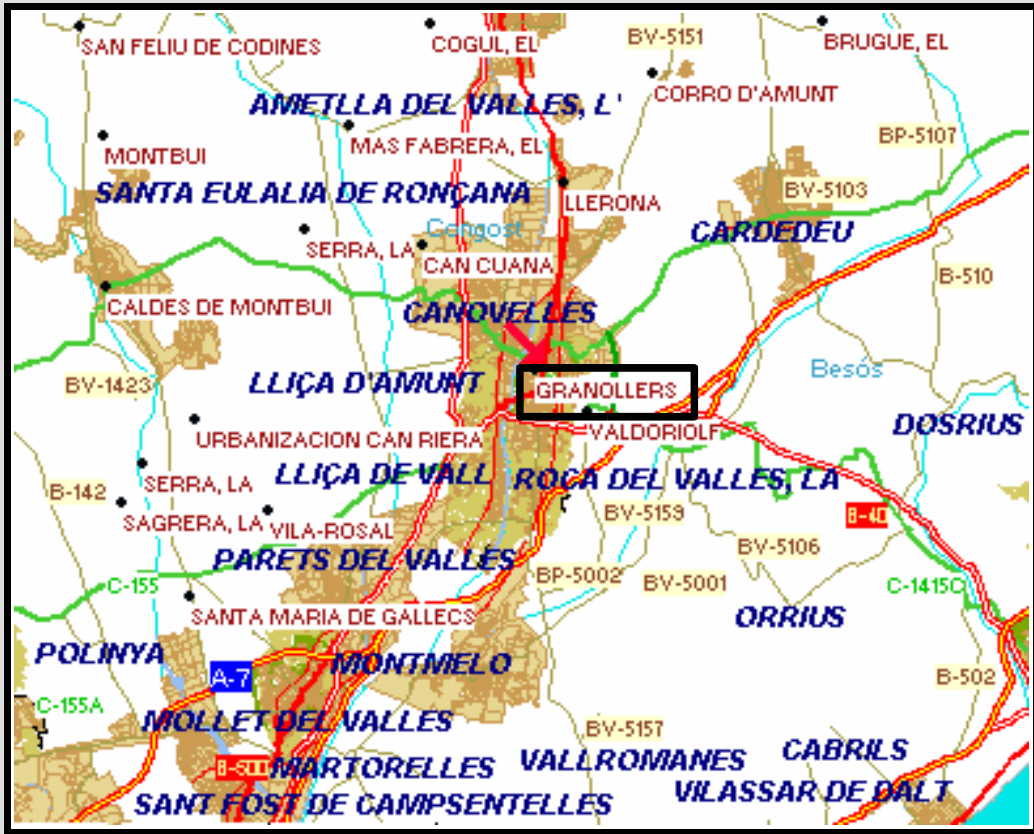 SAN FELIU DE CODINES
COGUL, EL
BV-5151
BRUGUE, EL
CORRO D'AMUNT
AMETLLA DEL VALLES, L'
MAS FABRERA, EL
BP-5107
MONTBUI
SANTA EULALIA DE RONÇANA
BV-5103
LLERONA
Congost
CARDEDEU
SERRA, LA
CAN CUANA
B-510
CALDES DE MONTBUI
CANOVELLES
BV-1423
LLIÇA D'AMUNT
GRANOLLERS
Besós
URBANIZACION CAN RIERA
VALDORIOLF
DOSRIUS
SERRA, LA
LLIÇA DE VALL
ROCA DEL VALLES, LA
B-142
SAGRERA, LA
VILA-ROSAL
BV-5159
B-40
PARETS DEL VALLES
BV-5106
C-155
BP-5002
BV-5001
C-1415C
SANTA MARIA DE GALLECS
ORRIUS
POLINYA
MONTMELO
A-7
B-502
C-155A
MOLLET DEL VALLES
BV-5157
B-500
MARTORELLES
VALLROMANES
CABRILS
SANT FOST DE CAMPSENTELLES
VILASSAR DE DALT